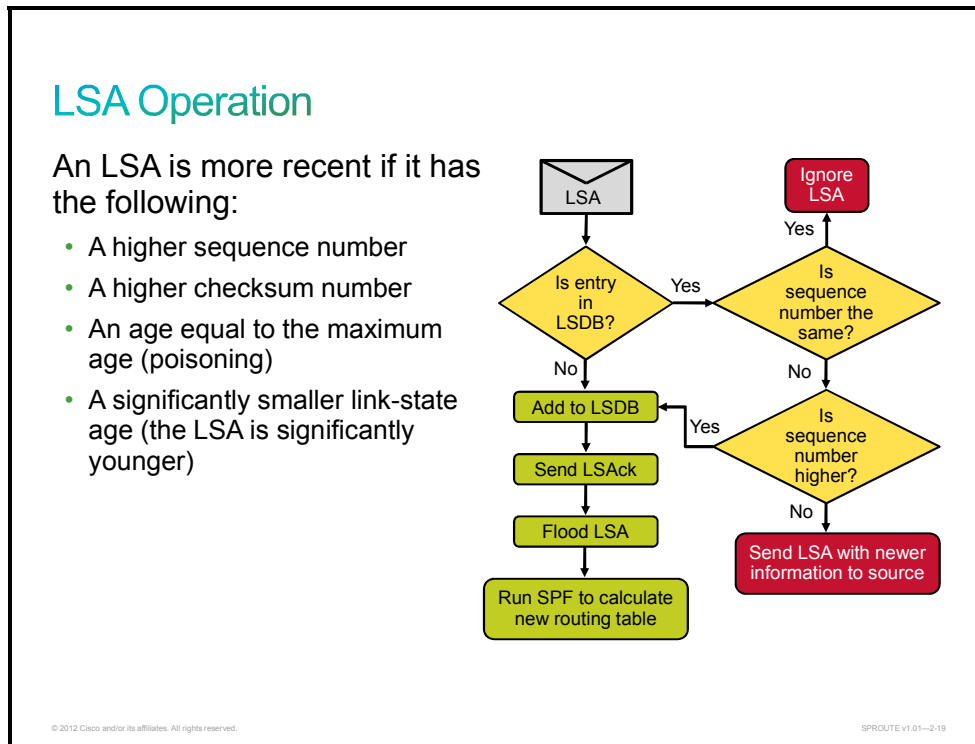 LSA Operation
An LSA is more recent if it has
the following:
• A higher sequence number
• A higher checksum number
• An age equal to the maximum
age (poisoning)
• A significantly smaller link-state
age (the LSA is significantly
younger)
LSA
Ignore
LSA
Yes
Is entry
in
LSDB?
Yes
Is
sequence
number the
same?
No
No
Add to LSDB
Yes
Is
sequence
number
higher?
Send LSAck
No
Flood LSA
Send LSA with newer
information to source
Run SPF to calculate
new routing table
© 2012 Cisco and/or its affiliates. All rights reserved.
SPROUTE v1.01—2-19